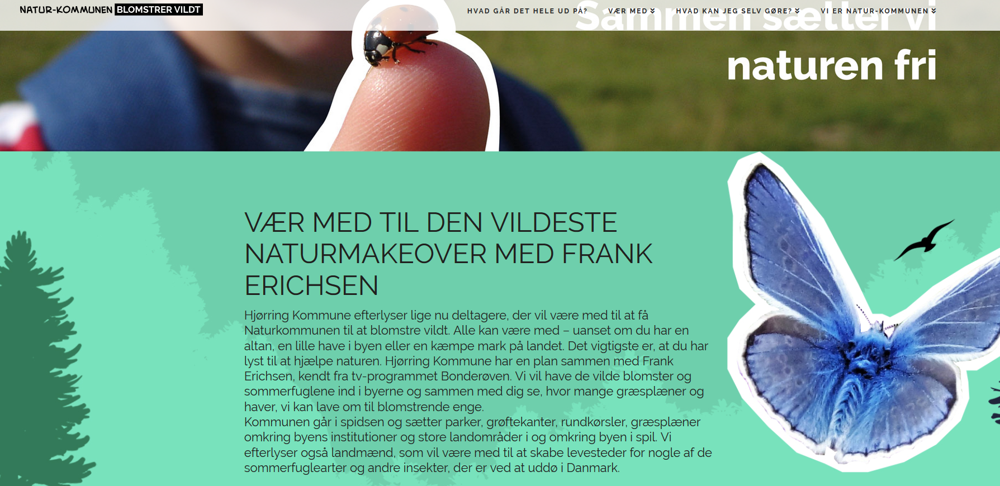 NATUR-KOMMUNEN BLOMSTRER VILDT
HVAD GÅR DET HELE UD PÅ? VÆR MED HVAD KAN JEG SELV GØRE? VI ER NATUR-KOMMUNEN
Sammen sætter vi
naturen fri
VÆR MED TIL DEN VILDESTE
NATURMAKEOVER MED FRANK
ERICHSEN
Hjørring Kommune efterlyser lige nu deltagere, der vil være med til at få
Naturkommunen til at blomstre vildt. Alle kan være med – uanset om du har en
altan, en lille have i byen eller en kæmpe mark på landet. Det vigtigste er, at du har
lyst til at hjælpe naturen. Hjørring Kommune har en plan sammen med Frank
Erichsen, kendt fra tv-programmet Bonderøven. Vi vil have de vilde blomster og
sommerfuglene ind i byerne og sammen med dig se, hvor mange græsplæner og
haver, vi kan lave om til blomstrende enge.
Kommunen går i spidsen og sætter parker, grøftekanter, rundkørsler, græsplæner
omkring byens institutioner og store landområder i og omkring byen i spil. Vi
efterlyser også landmænd, som vil være med til at skabe levesteder for nogle af de
sommerfuglearter og andre insekter, der er ved at uddø i Danmark.